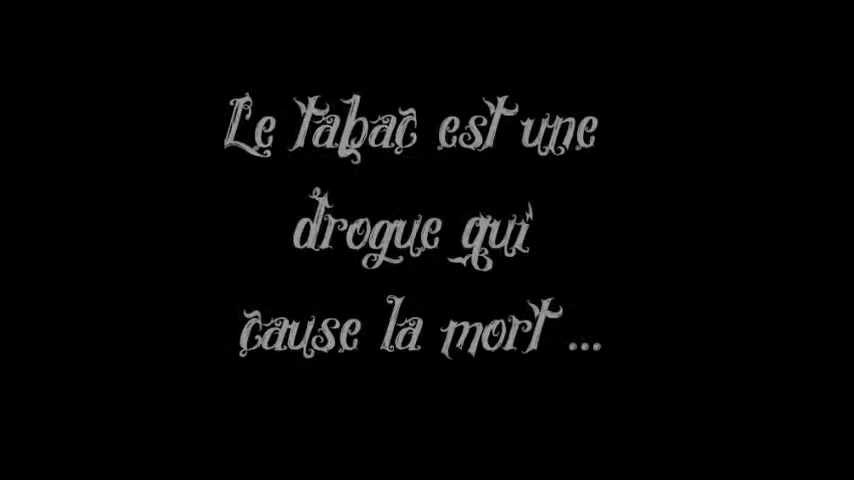 Le tabac est une
drogue qui
cause la mort ...